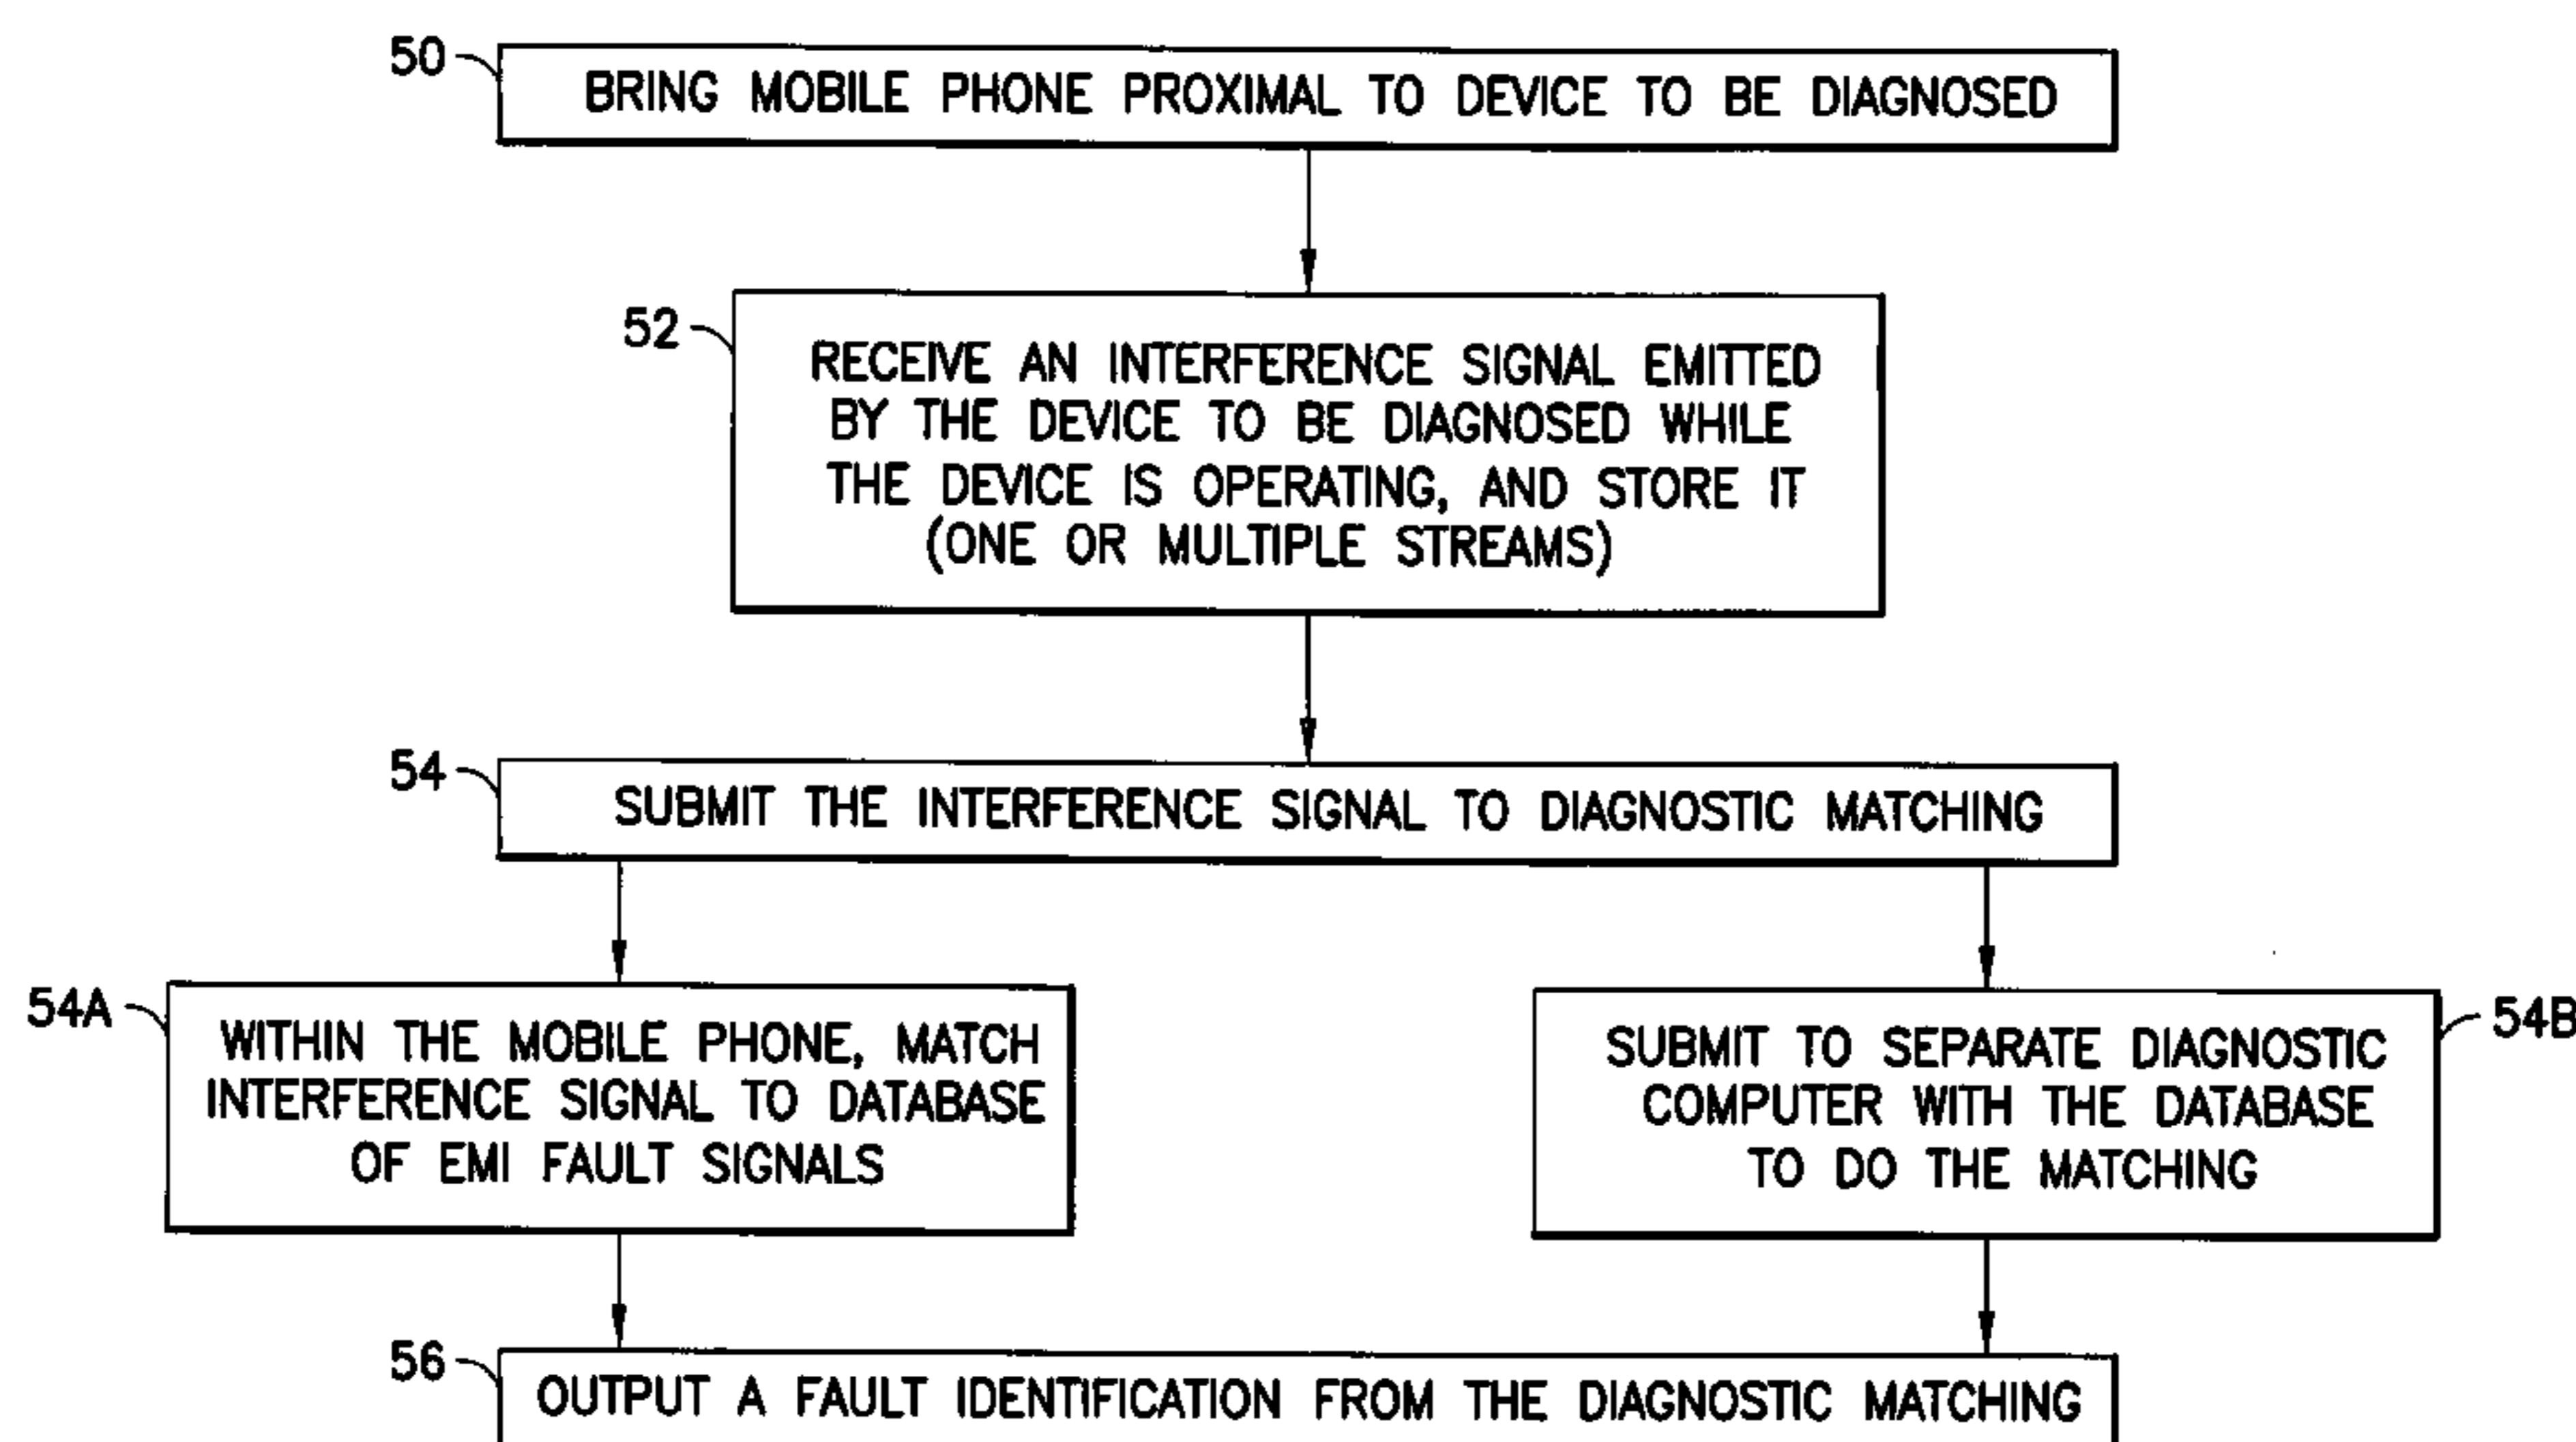 50
BRING MOBILE PHONE PROXIMAL TO DEVICE TO BE DIAGNOSED
52
RECEIVE AN INTERFERENCE SIGNAL EMITTED
BY THE DEVICE TO BE DIAGNOSED WHILE
THE DEVICE IS OPERATING, AND STORE IT
(ONE OR MULTIPLE STREAMS)
54
SUBMIT THE INTERFERENCE SIGNAL TO DIAGNOSTIC MATCHING
54A
WITHIN THE MOBILE PHONE, MATCH
INTERFERENCE SIGNAL TO DATABASE
OF EMI FAULT SIGNALS
54B
SUBMIT TO SEPARATE DIAGNOSTIC
COMPUTER WITH THE DATABASE
TO DO THE MATCHING
56
OUTPUT A FAULT IDENTIFICATION FROM THE DIAGNOSTIC MATCHING